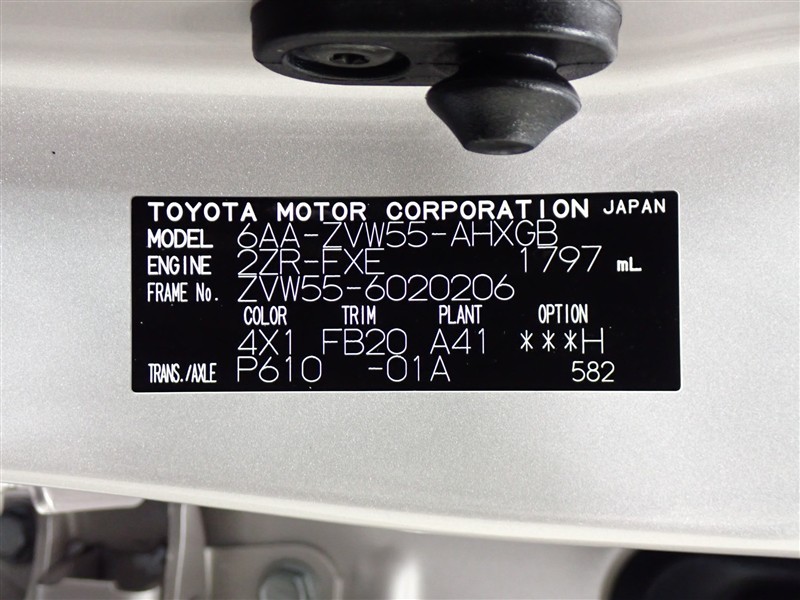 TOYOTA MOTOR CORPORATION JAPAN
MODEL 6AA-ZVW55-AHXGB
ENGINE 2ZR-FXE 1797 mL
FRAME No. ZVW55-6020206
COLOR TRIM PLANT OPTION
4X1 FB20 A41 ***H
TRANS./AXLE P610 -01A 582